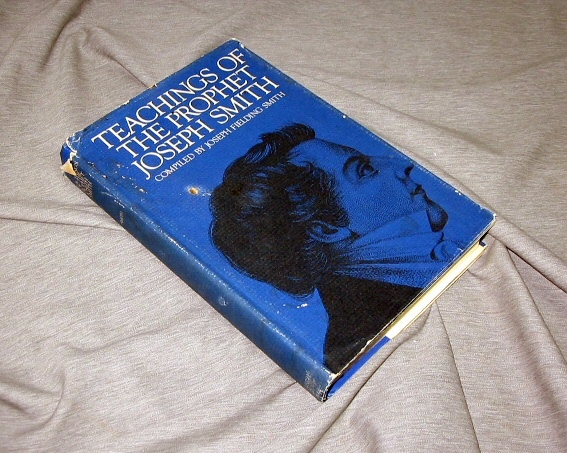 TEACHINGS OF
THE PROPHET
JOSEPH SMITH
COMPILED BY JOSEPH FIELDING SMITH